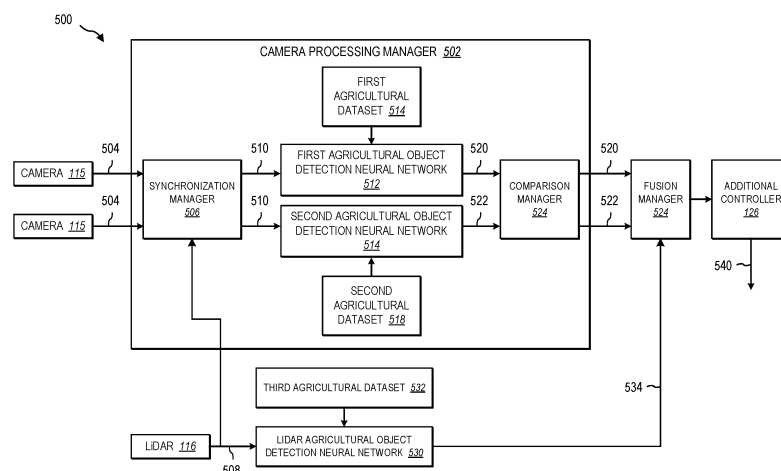 500
CAMERA PROCESSING MANAGER 502
FIRST
AGRICULTURAL
DATASET 514
504
510
520
520
CAMERA 115
SYNCHRONIZATION
MANAGER
506
FIRST AGRICULTURAL OBJECT
DETECTION NEURAL NETWORK
512
COMPARISON
MANAGER
524
FUSION
MANAGER
524
ADDITIONAL
CONTROLLER
126
504
510
522
522
CAMERA 115
SECOND AGRICULTURAL OBJECT
DETECTION NEURAL NETWORK
514
540
SECOND
AGRICULTURAL
DATASET 518
534
THIRD AGRICULTURAL DATASET 532
LiDAR 116
508
LIDAR AGRICULTURAL OBJECT
DETECTION NEURAL NETWORK 530